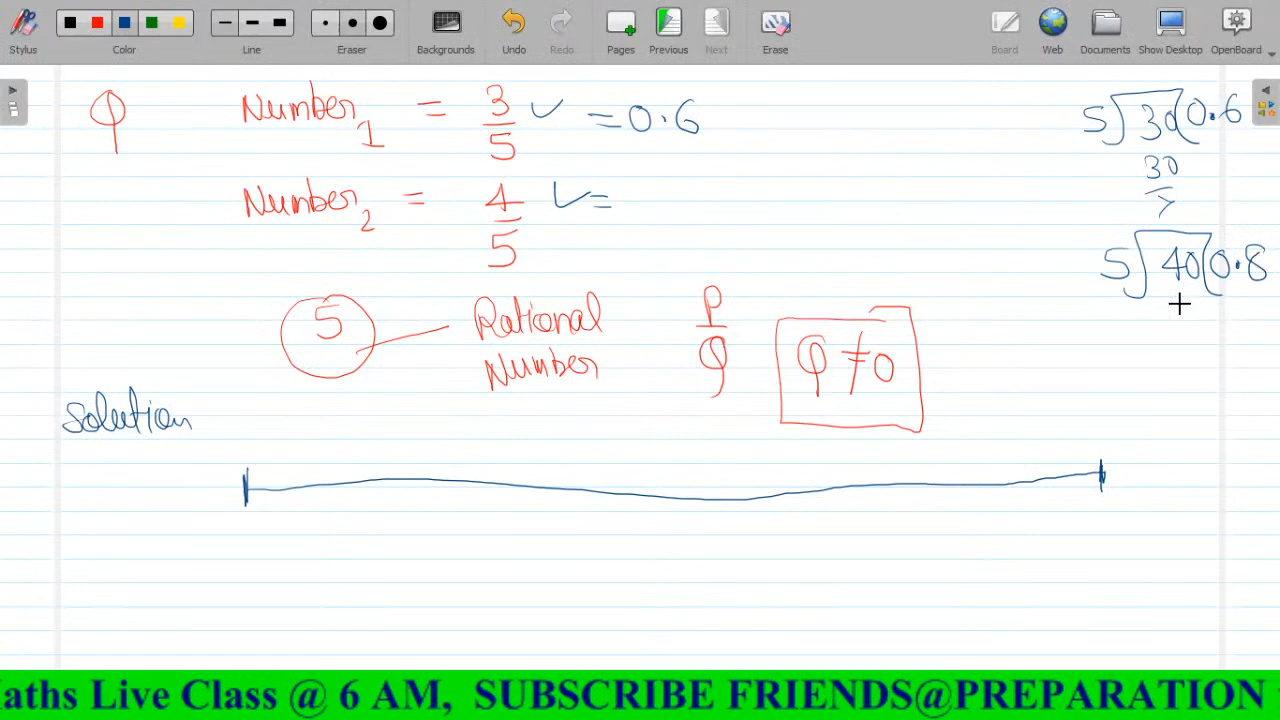 Stylus Color Line Eraser Backgrounds Undo Redo Pages Previous Next Erase Board Web Documents Show Desktop OpenBoard
Q Number1 = 3/5 = 0.6
Number2 = 4/5 =
5 Rational Number P/Q Q ≠ 0
5 30 0.6
30
5 40 0.8
Solution
Maths Live Class @ 6 AM, SUBSCRIBE FRIENDS@PREPARATION